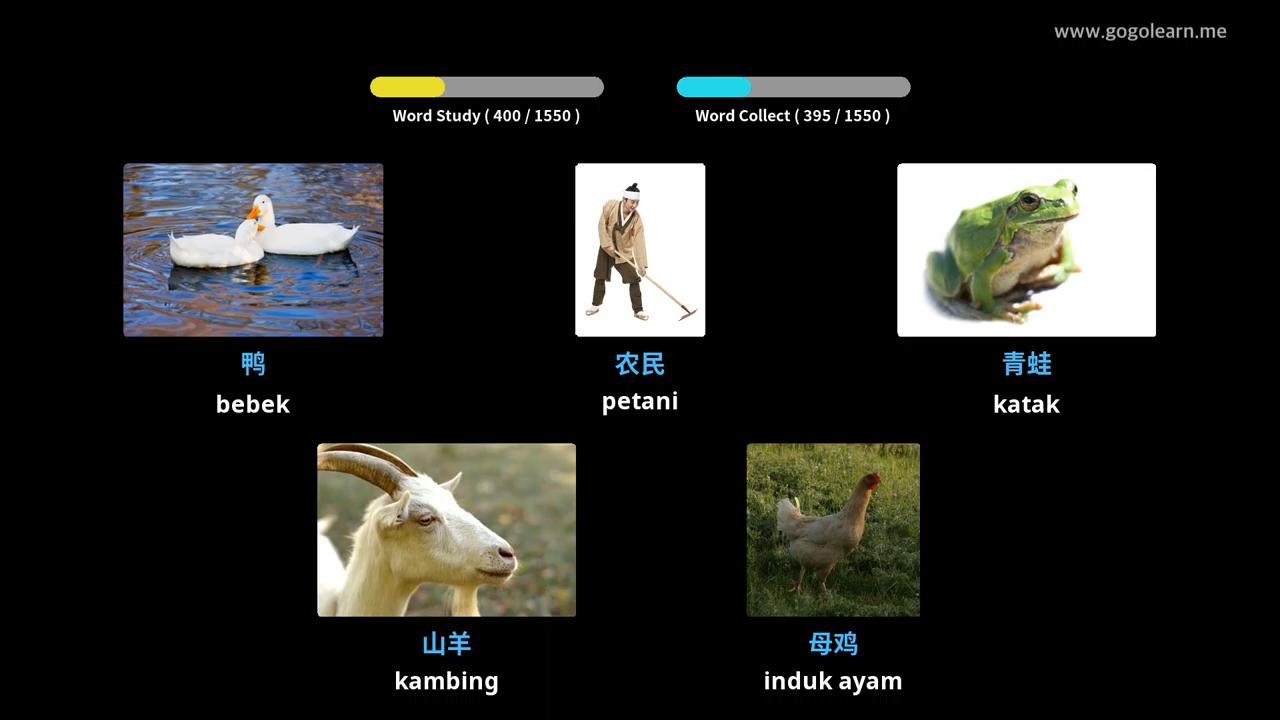 www.gogolearn.me
Word Study ( 400 / 1550 )
Word Collect ( 395 / 1550 )
鸭
bebek
农民
petani
青蛙
katak
山羊
kambing
母鸡
induk ayam